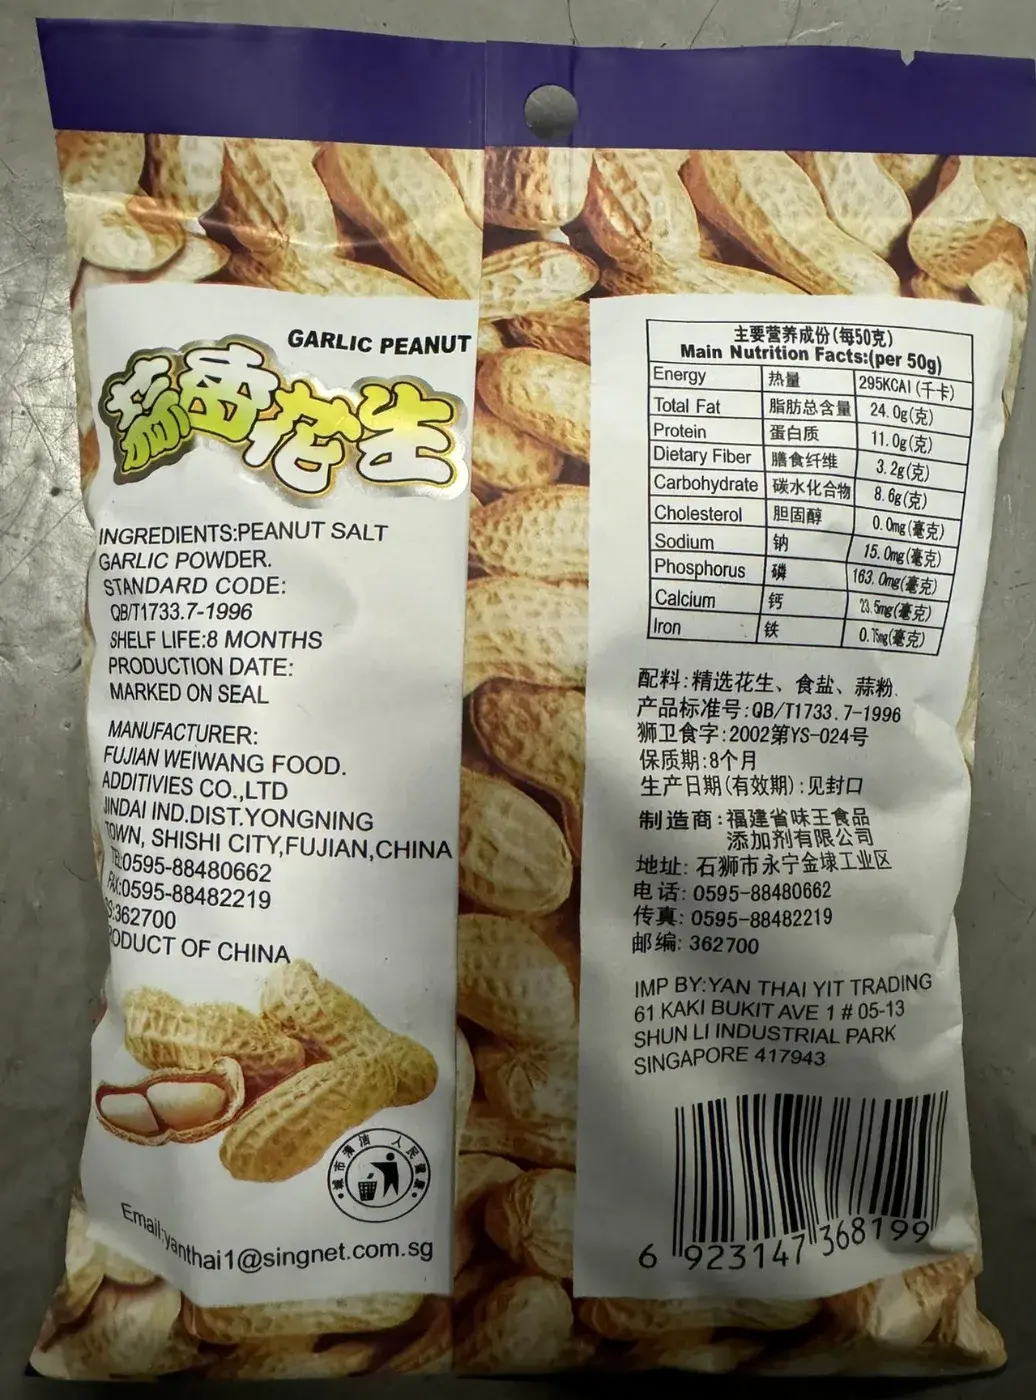 GARLIC PEANUT
蒜香花生
INGREDIENTS:PEANUT SALT
GARLIC POWDER.
STANDARD CODE:
QB/T1733.7-1996
SHELF LIFE:8 MONTHS
PRODUCTION DATE:
MARKED ON SEAL
MANUFACTURER:
FUJIAN WEIWANG FOOD.
ADDITIVIES CO.,LTD
JINDAI IND.DIST.YONGNING
TOWN, SHISHI CITY,FUJIAN,CHINA
TEL:0595-88480662
FAX:0595-88482219
:362700
PRODUCT OF CHINA
城市清洁 人民健康
Email:yanthai1@singnet.com.sg
主要营养成份(每50克)
Main Nutrition Facts:(per 50g)
Energy 热量 295KCAl(千卡)
Total Fat 脂肪总含量 24.0g(克)
Protein 蛋白质 11.0g(克)
Dietary Fiber 膳食纤维 3.2g(克)
Carbohydrate 碳水化合物 8.6g(克)
Cholesterol 胆固醇 0.0mg(毫克)
Sodium 钠 15.0mg(毫克)
Phosphorus 磷 163.0mg(毫克)
Calcium 钙 23.5mg(毫克)
Iron 铁 0.75mg(毫克)
配料:精选花生、食盐、蒜粉.
产品标准号:QB/T1733.7-1996
狮卫食字:2002第YS-024号
保质期:8个月
生产日期(有效期):见封口
制造商:福建省味王食品
添加剂有限公司
地址: 石狮市永宁金埭工业区
电话: 0595-88480662
传真: 0595-88482219
邮编: 362700
IMP BY:YAN THAI YIT TRADING
61 KAKI BUKIT AVE 1 # 05-13
SHUN LI INDUSTRIAL PARK
SINGAPORE 417943
6 923147 368199